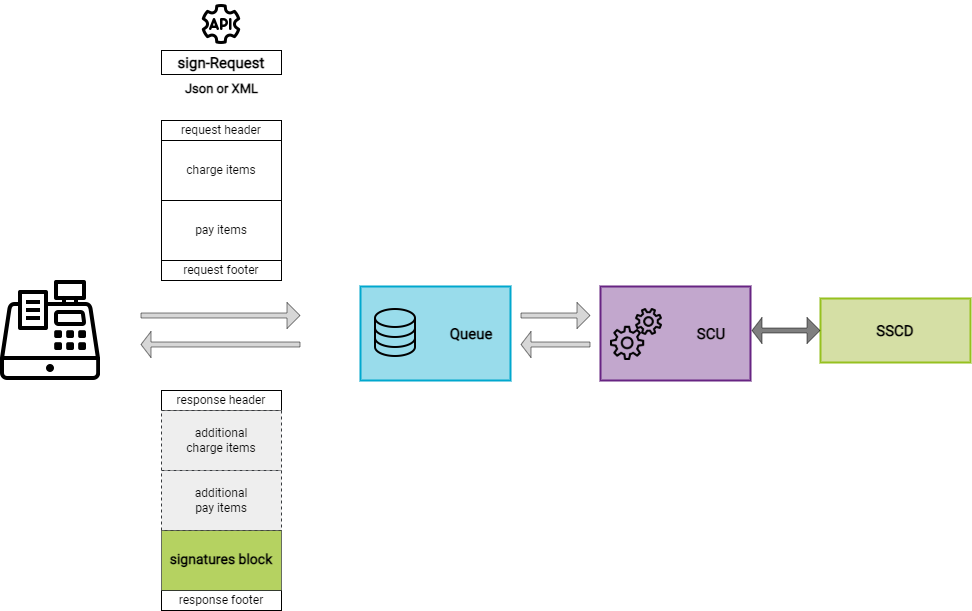 API
sign-Request
Json or XML
request header
charge items
pay items
request footer
Queue
SCU
SSCD
response header
additional
charge items
additional
pay items
signatures block
response footer